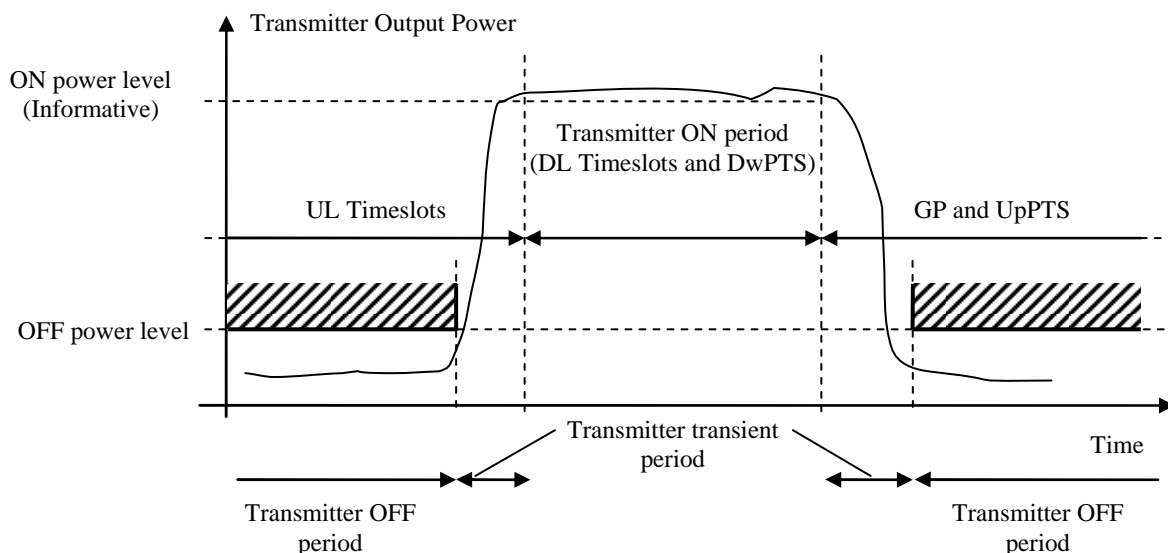 Transmitter Output Power
ON power level
(Informative)
Transmitter ON period
(DL Timeslots and DwPTS)
UL Timeslots
GP and UpPTS
OFF power level
Transmitter transient
period
Time
Transmitter OFF
period
Transmitter OFF
period